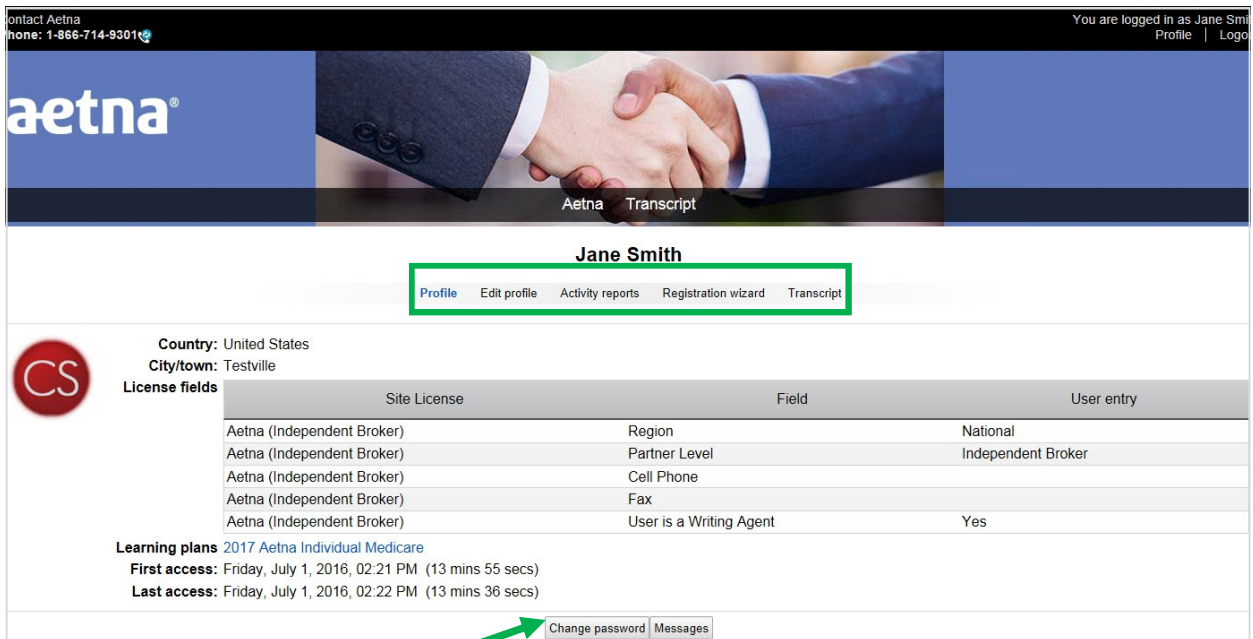 ontact Aetna
hone: 1-866-714-9301
You are logged in as Jane Smi
Profile | Logo
aetna®
Aetna Transcript
Jane Smith
Profile Edit profile Activity reports Registration wizard Transcript
CS
Country: United States
City/town: Testville
License fields
Site License Field User entry
Aetna (Independent Broker) Region National
Aetna (Independent Broker) Partner Level Independent Broker
Aetna (Independent Broker) Cell Phone
Aetna (Independent Broker) Fax
Aetna (Independent Broker) User is a Writing Agent Yes
Learning plans 2017 Aetna Individual Medicare
First access: Friday, July 1, 2016, 02:21 PM (13 mins 55 secs)
Last access: Friday, July 1, 2016, 02:22 PM (13 mins 36 secs)
Change password Messages